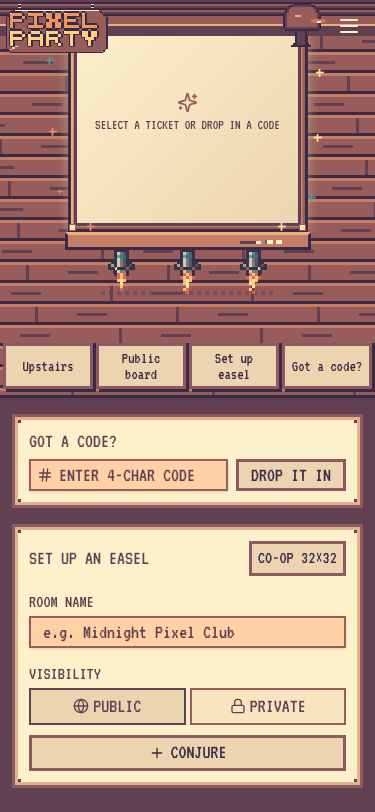 PIXEL
PARTY
SELECT A TICKET OR DROP IN A CODE
Upstairs
Public
board
Set up
easel
Got a code?
GOT A CODE?
# ENTER 4-CHAR CODE
DROP IT IN
SET UP AN EASEL
CO-OP 32×32
ROOM NAME
e.g. Midnight Pixel Club
VISIBILITY
PUBLIC
PRIVATE
+ CONJURE